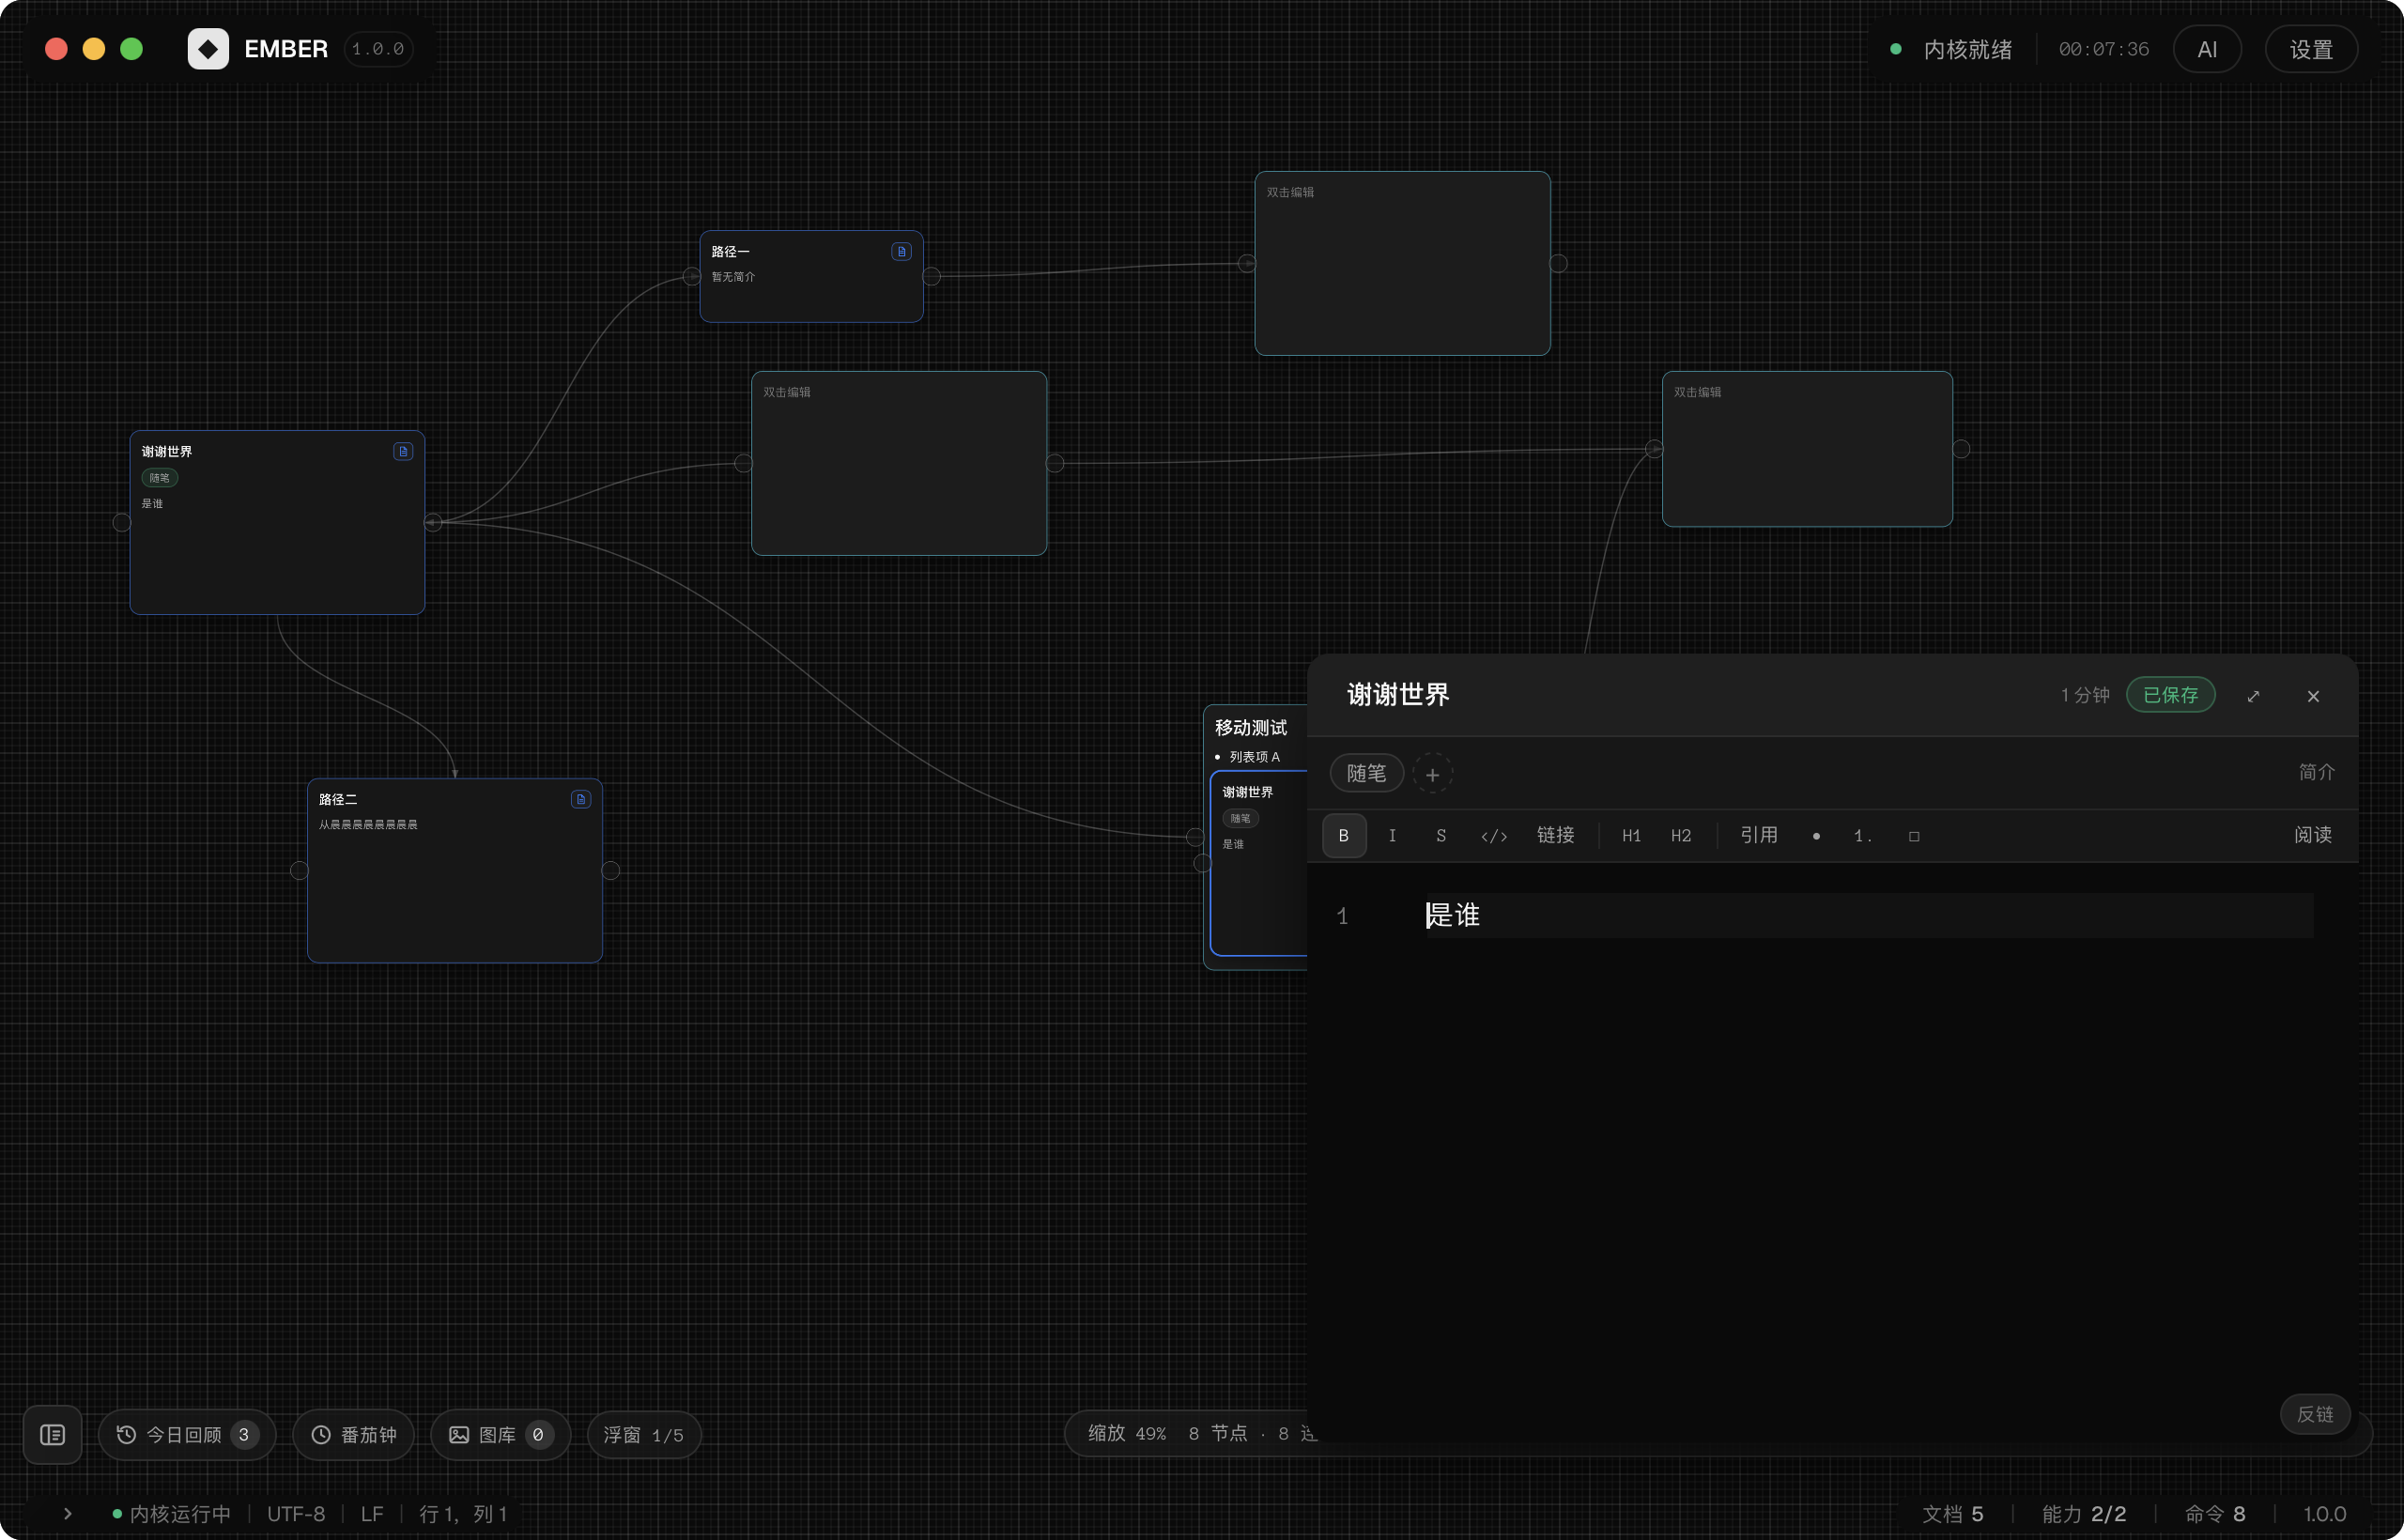 EMBER 1.0.0
内核就绪 00:07:36 AI 设置
双击编辑
路径一
暂无简介
双击编辑
双击编辑
谢谢世界
随笔
是谁
移动测试
• 列表项 A
谢谢世界
随笔
是谁
路径二
从晨晨晨晨晨晨晨晨
谢谢世界 1 分钟 已保存
随笔 + 简介
B I S </> 链接 H1 H2 引用 • 1. □ 阅读
1 是谁
反链
今日回顾 3 番茄钟 图库 0 浮窗 1/5 缩放 49% 8 节点 · 8
内核运行中 UTF-8 LF 行 1, 列 1
文档 5 能力 2/2 命令 8 1.0.0